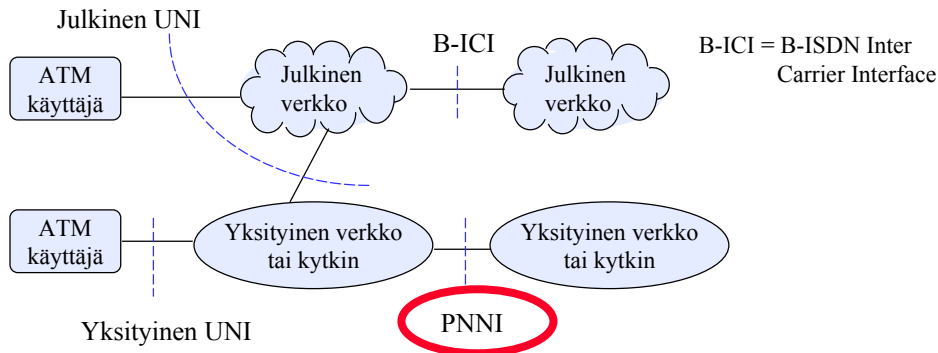 Julkinen UNI
B-ICI
B-ICI = B-ISDN Inter
Carrier Interface
ATM
käyttäjä
Julkinen
verkko
Julkinen
verkko
ATM
käyttäjä
Yksityinen verkko
tai kytkin
Yksityinen verkko
tai kytkin
Yksityinen UNI
PNNI